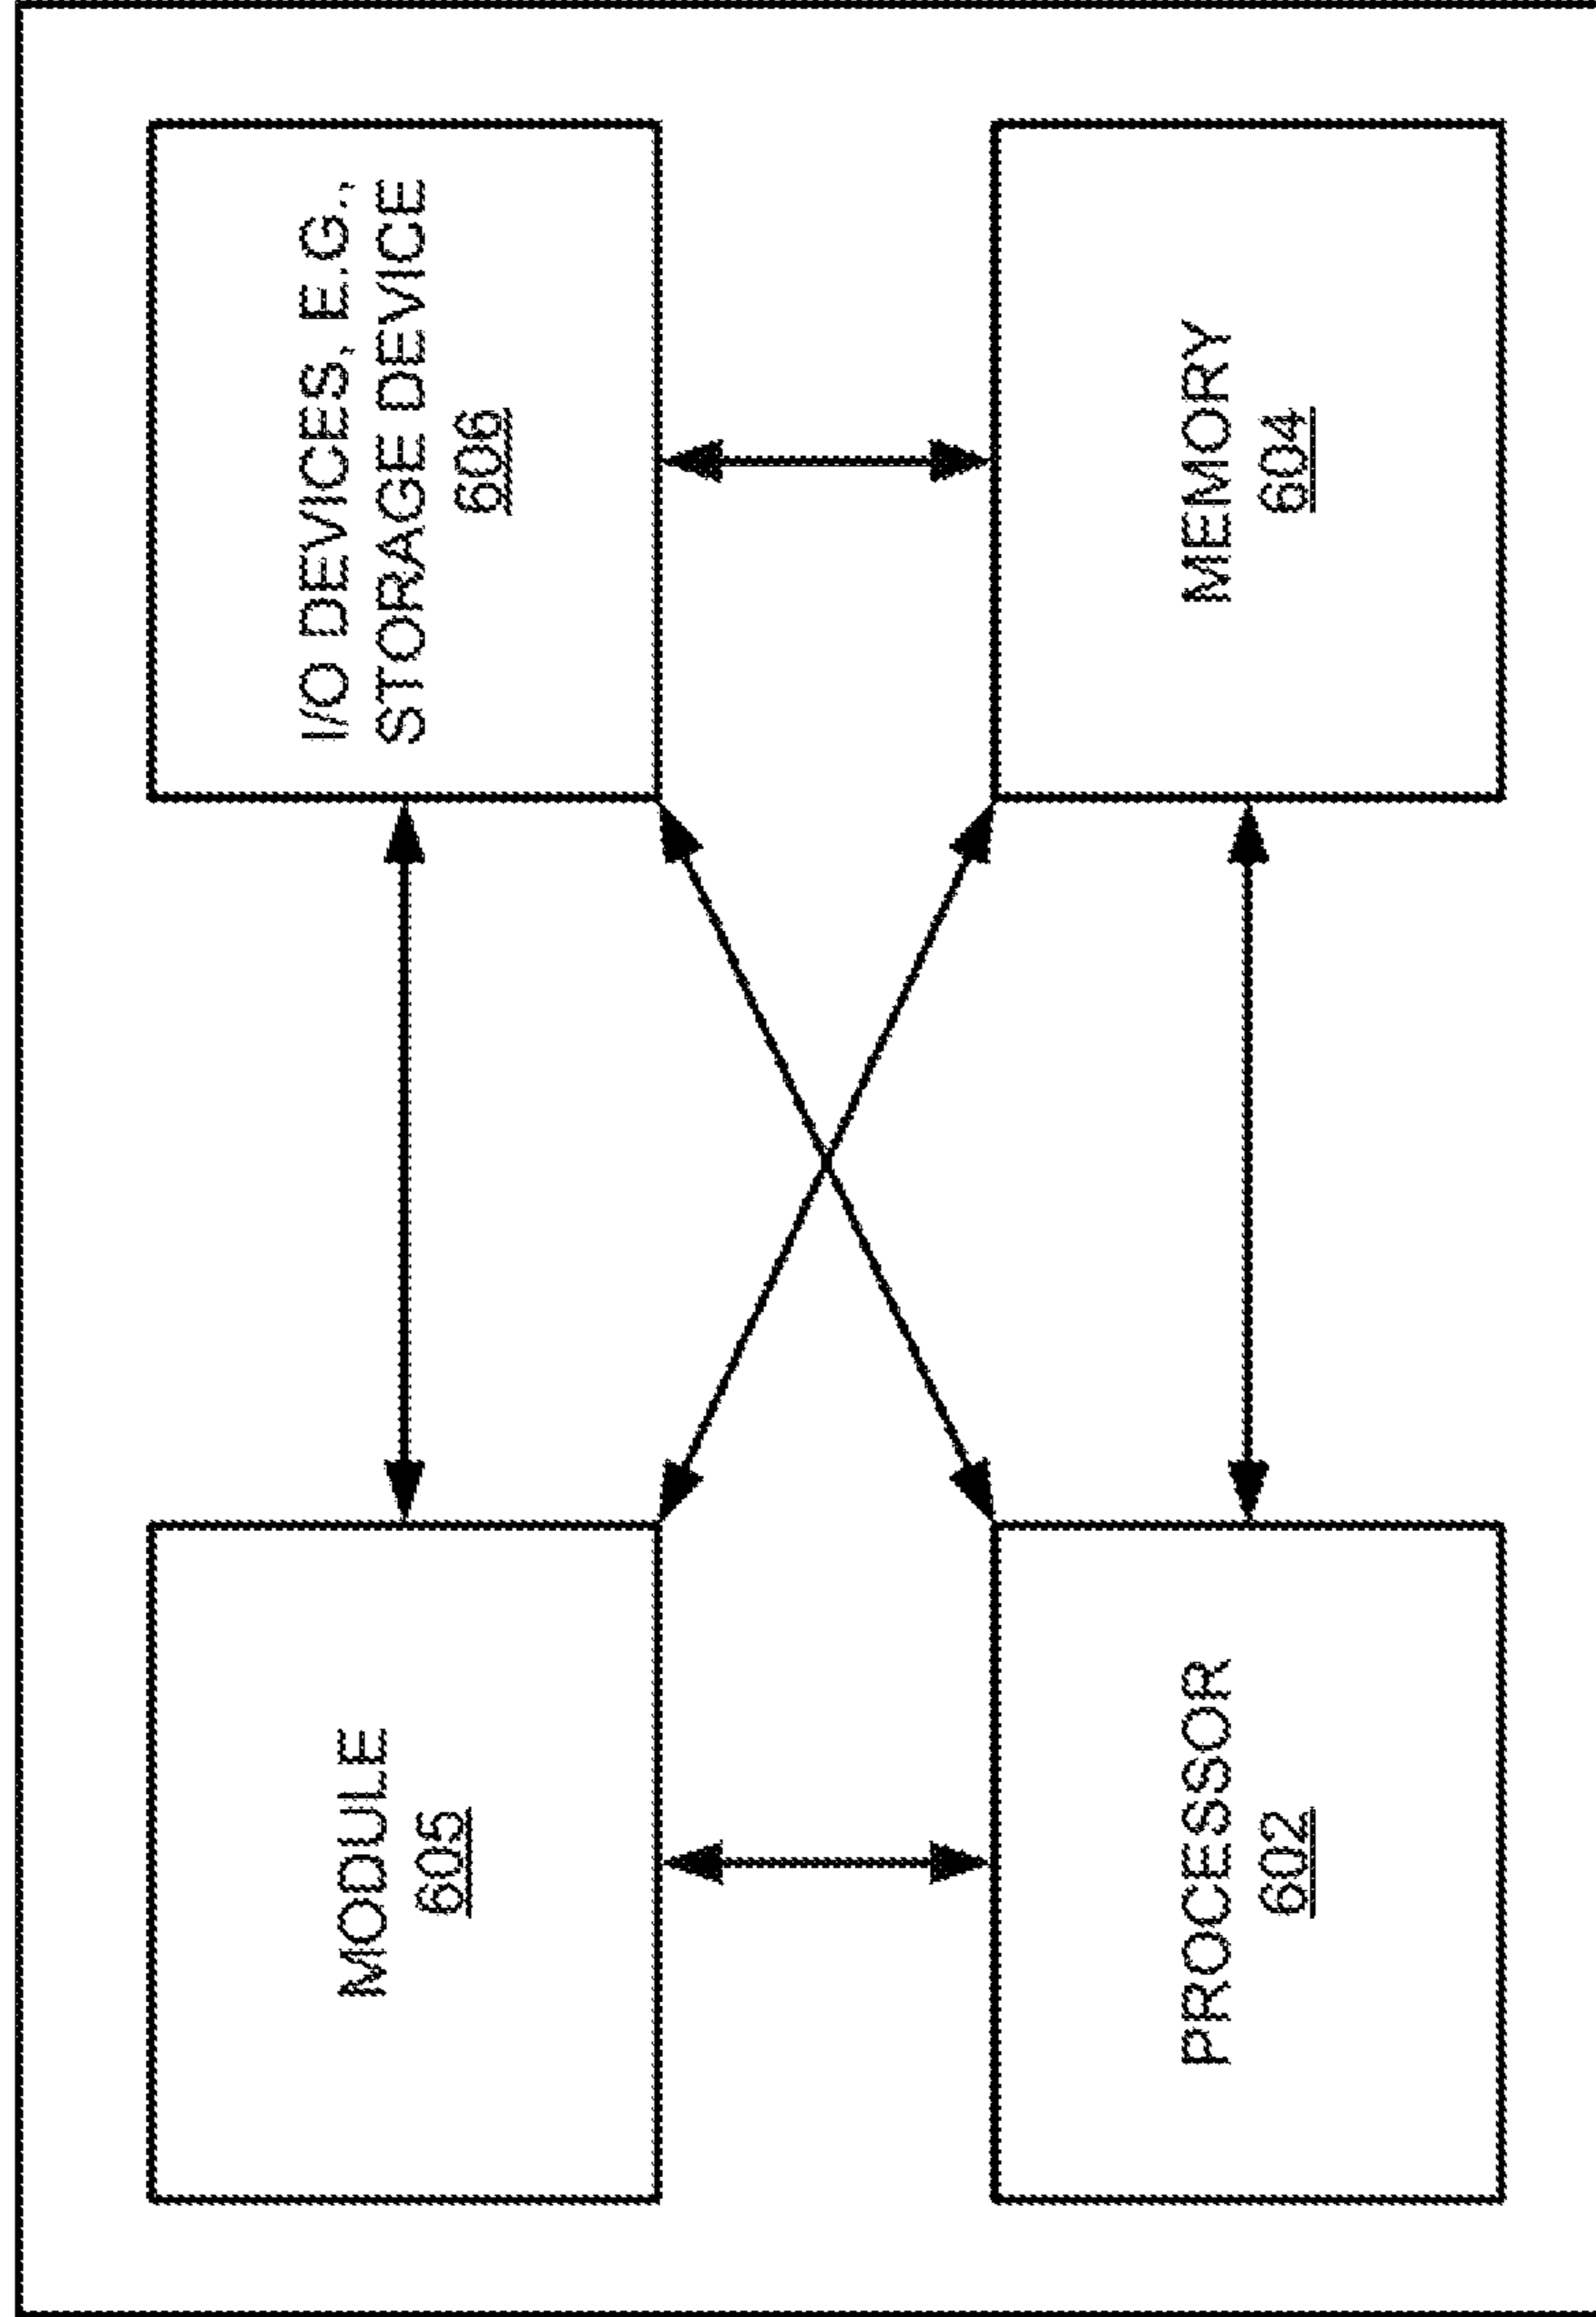 MODULE
605
I/O DEVICES, E.G.,
STORAGE DEVICE
606
PROCESSOR
602
MEMORY
604